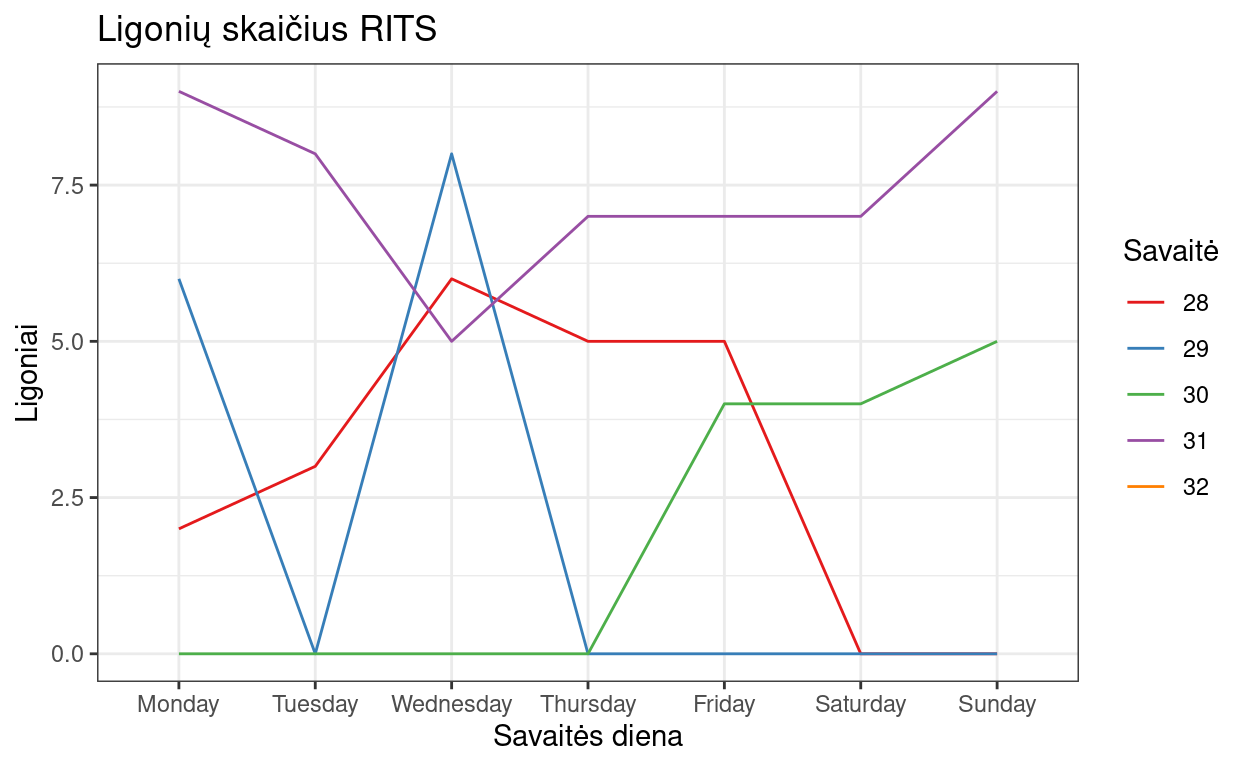 Ligonių skaičius RITS
Ligoniai
7.5
5.0
2.5
0.0
Monday Tuesday Wednesday Thursday Friday Saturday Sunday
Savaitės diena
Savaitė
28
29
30
31
32